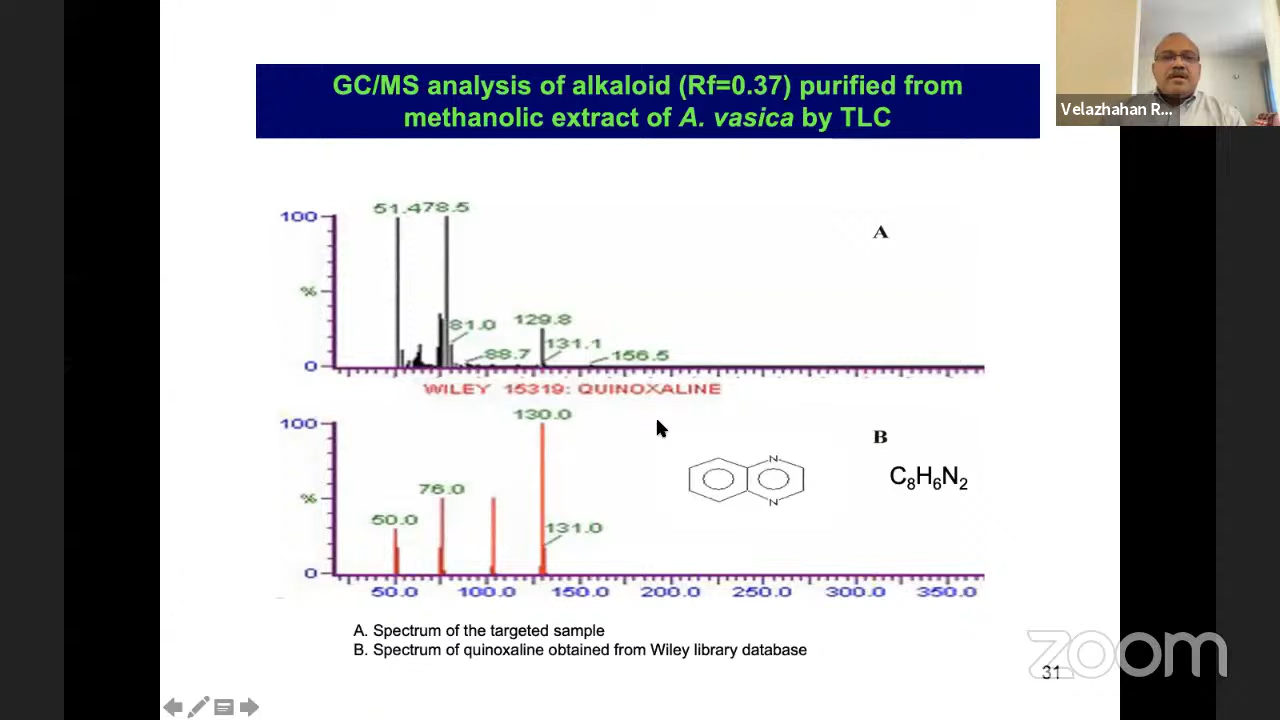 GC/MS analysis of alkaloid (Rf=0.37) purified from
methanolic extract of A. vasica by TLC
Velazhahan R...
51.478.5
100
A
%
81.0
129.8
131.1
88.7
156.5
0
WILEY 15319: QUINOXALINE
130.0
100
B
N
C8H6N2
76.0
%
50.0
131.0
N
0
50.0 100.0 150.0 200.0 250.0 300.0 350.0
A. Spectrum of the targeted sample
B. Spectrum of quinoxaline obtained from Wiley library database
zoom
31